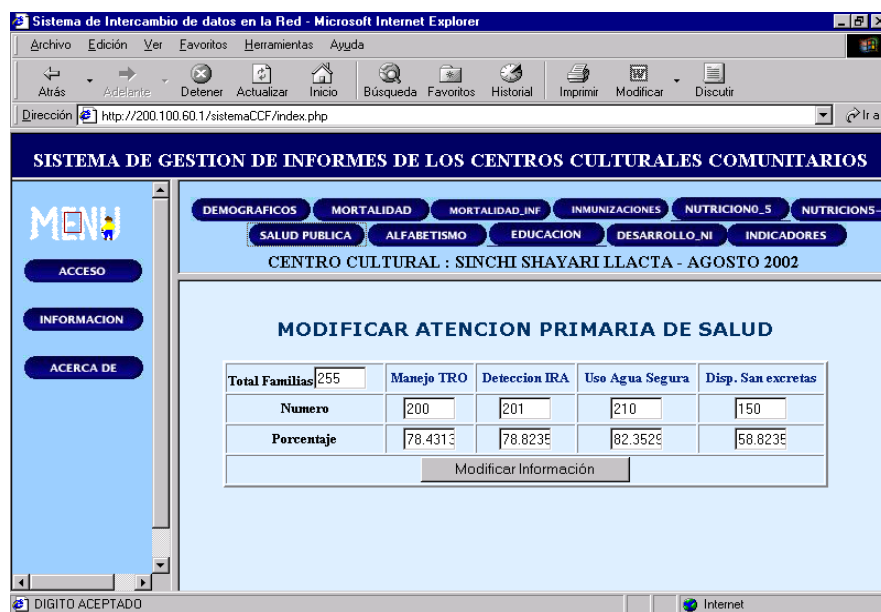 Sistema de Intercambio de datos en la Red - Microsoft Internet Explorer
Archivo Edición Ver Favoritos Herramientas Ayuda
Atrás Adelante Detener Actualizar Inicio Búsqueda Favoritos Historial Imprimir Modificar Discutir
Dirección http://200.100.60.1/sistemaCCF/index.php Ir a
SISTEMA DE GESTION DE INFORMES DE LOS CENTROS CULTURALES COMUNITARIOS
MENU
ACCESO
INFORMACION
ACERCA DE
DEMOGRAFICOS MORTALIDAD MORTALIDAD_INF INMUNIZACIONES NUTRICION0_5 NUTRICION5-
SALUD PUBLICA ALFABETISMO EDUCACION DESARROLLO_NI INDICADORES
CENTRO CULTURAL : SINCHI SHAYARI LLACTA - AGOSTO 2002
MODIFICAR ATENCION PRIMARIA DE SALUD
Total Familias 255 Manejo TRO Deteccion IRA Uso Agua Segura Disp. San excretas
Numero 200 201 210 150
Porcentaje 78.4313 78.8235 82.3529 58.8235
Modificar Información
DIGITO ACEPTADO Internet